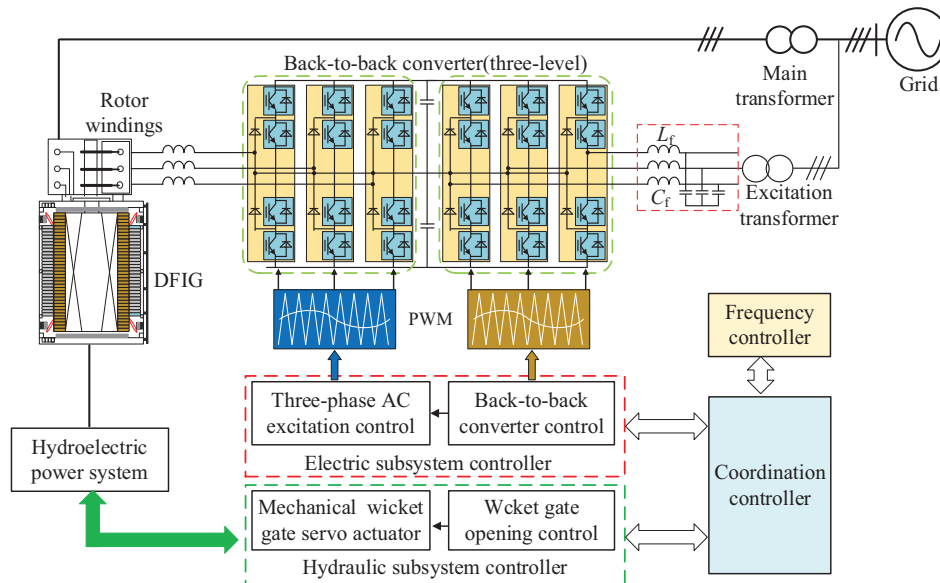 Back-to-back converter(three-level)
Main
transformer
Grid
Rotor
windings
L_f
C_f
Excitation
transformer
DFIG
PWM
Frequency
controller
Three-phase AC
excitation control
Back-to-back
converter control
Electric subsystem controller
Hydroelectric
power system
Coordination
controller
Mechanical wicket
gate servo actuator
Wcket gate
opening control
Hydraulic subsystem controller